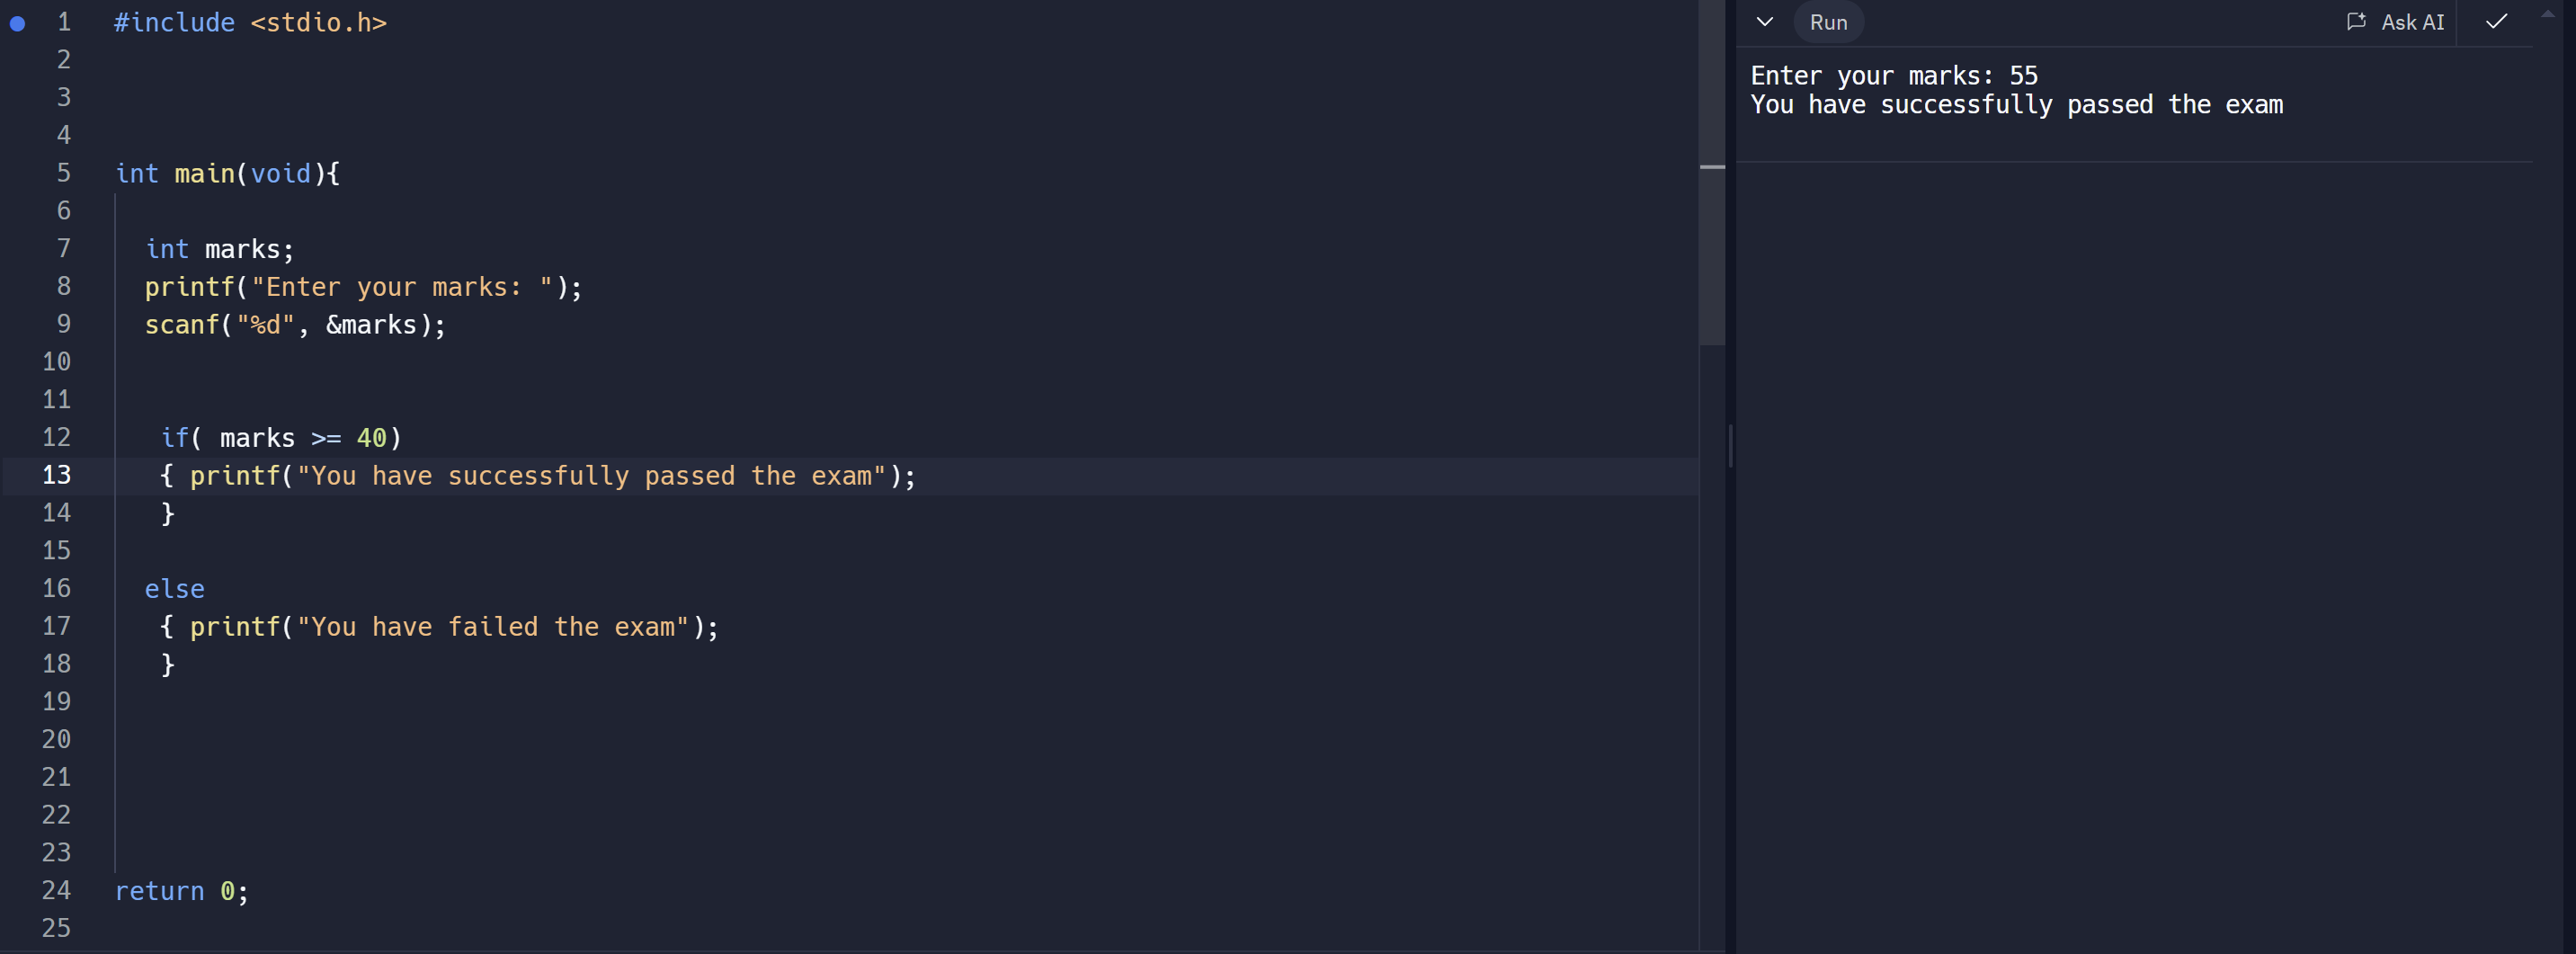 1 #include <stdio.h>
2
3
4
5 int main(void){
6
7   int marks;
8   printf("Enter your marks: ");
9   scanf("%d", &marks);
10
11
12    if( marks >= 40)
13    { printf("You have successfully passed the exam");
14    }
15
16   else
17    { printf("You have failed the exam");
18    }
19
20
21
22
23
24 return 0;
25
Run
Ask AI
Enter your marks: 55
You have successfully passed the exam